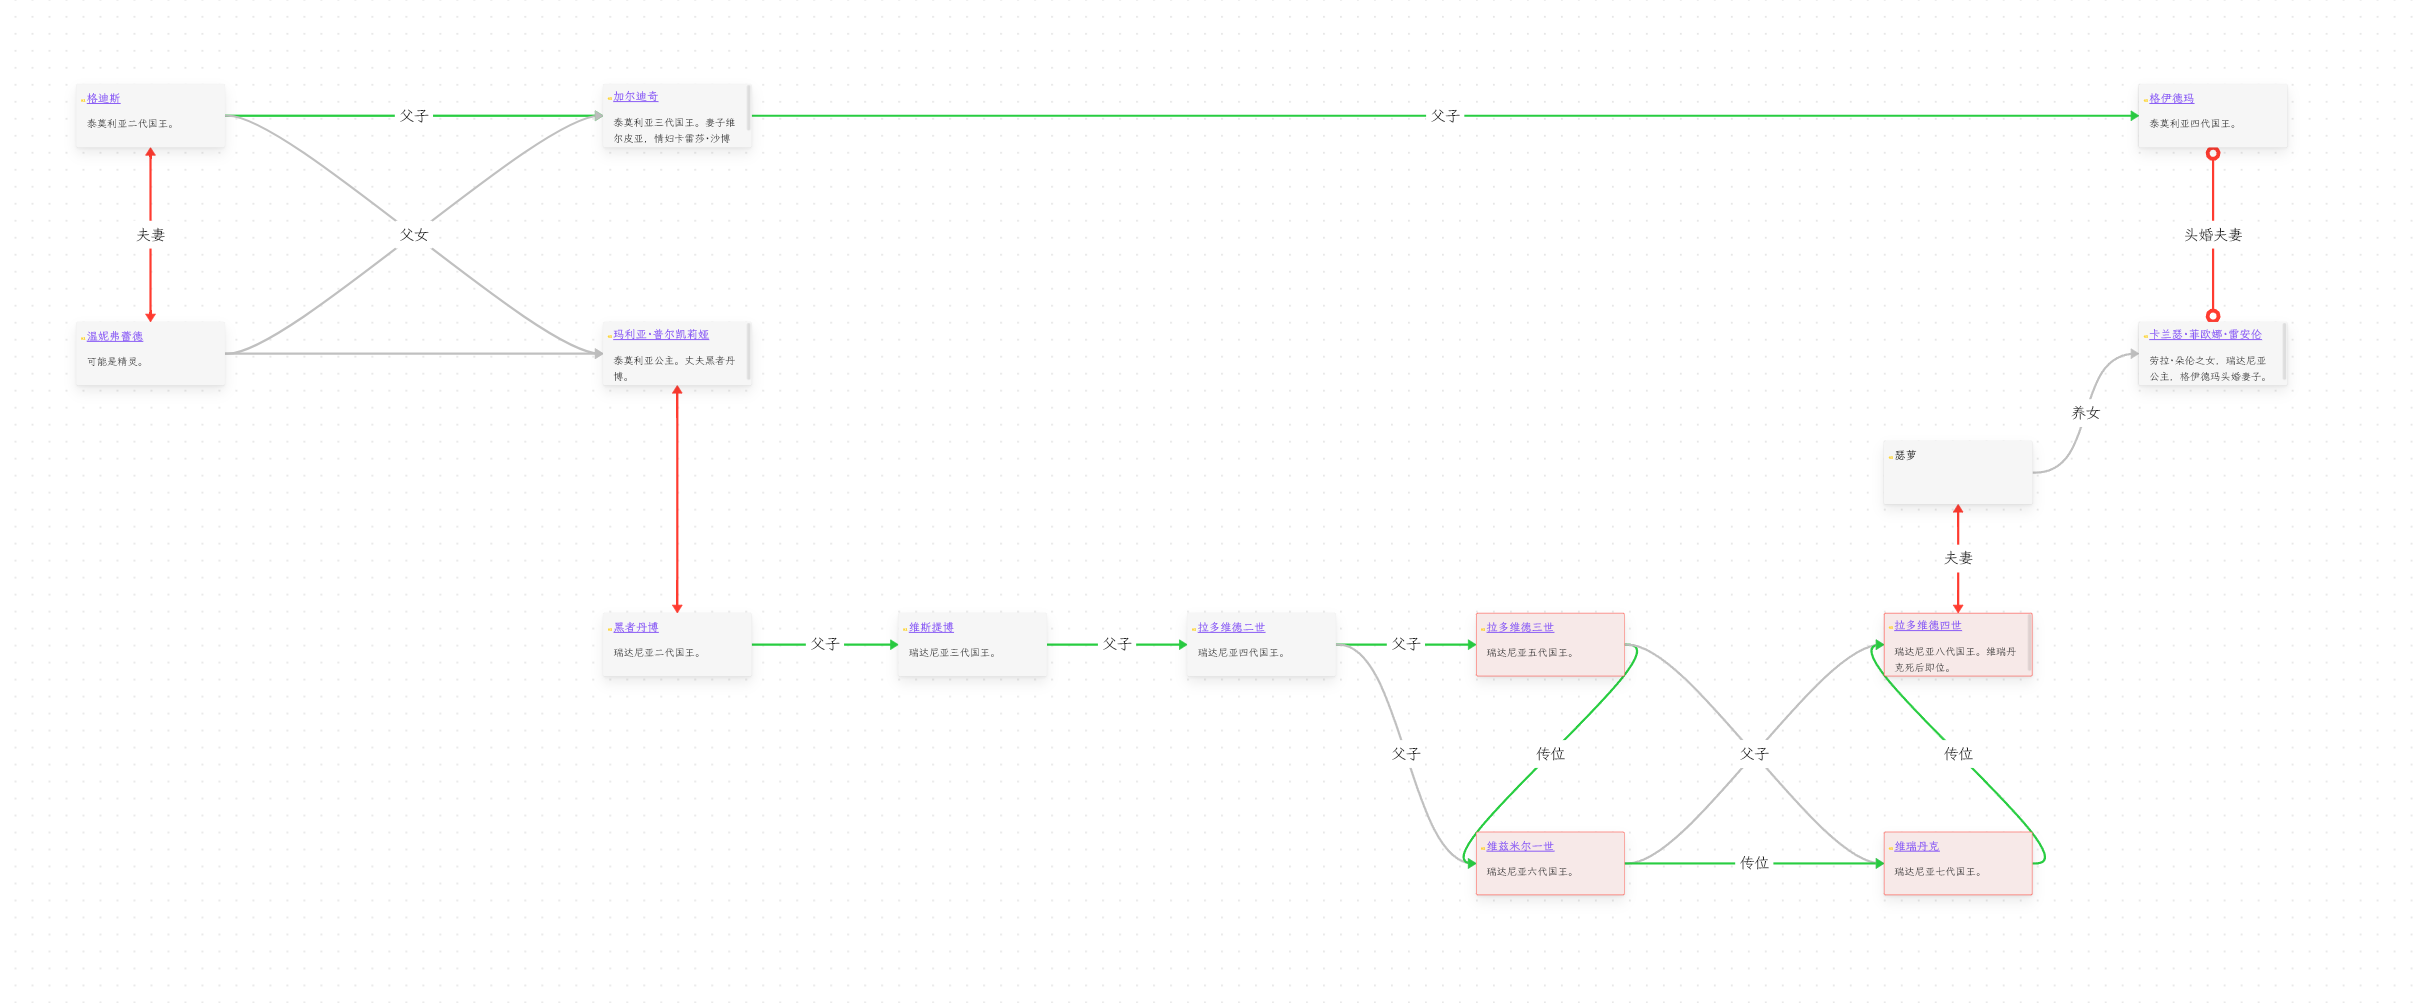 格迪斯
泰莫利亚二代国王。
父子
加尔迪奇
泰莫利亚三代国王。妻子维
尔皮亚，情妇卡雷莎·沙博
父子
格伊德玛
泰莫利亚四代国王。
夫妻
父女
头婚夫妻
温妮弗蕾德
可能是精灵。
玛利亚·普尔凯莉娅
泰莫利亚公主。丈夫黑者丹
博。
卡兰瑟·菲欧娜·雷安伦
劳拉·朵伦之女，瑞达尼亚
公主，格伊德玛头婚妻子。
养女
瑟萝
夫妻
黑者丹博
瑞达尼亚二代国王。
父子
维斯提博
瑞达尼亚三代国王。
父子
拉多维德二世
瑞达尼亚四代国王。
父子
拉多维德三世
瑞达尼亚五代国王。
拉多维德四世
瑞达尼亚八代国王。维瑞丹
克死后即位。
父子
传位
父子
传位
维兹米尔一世
瑞达尼亚六代国王。
传位
维瑞丹克
瑞达尼亚七代国王。